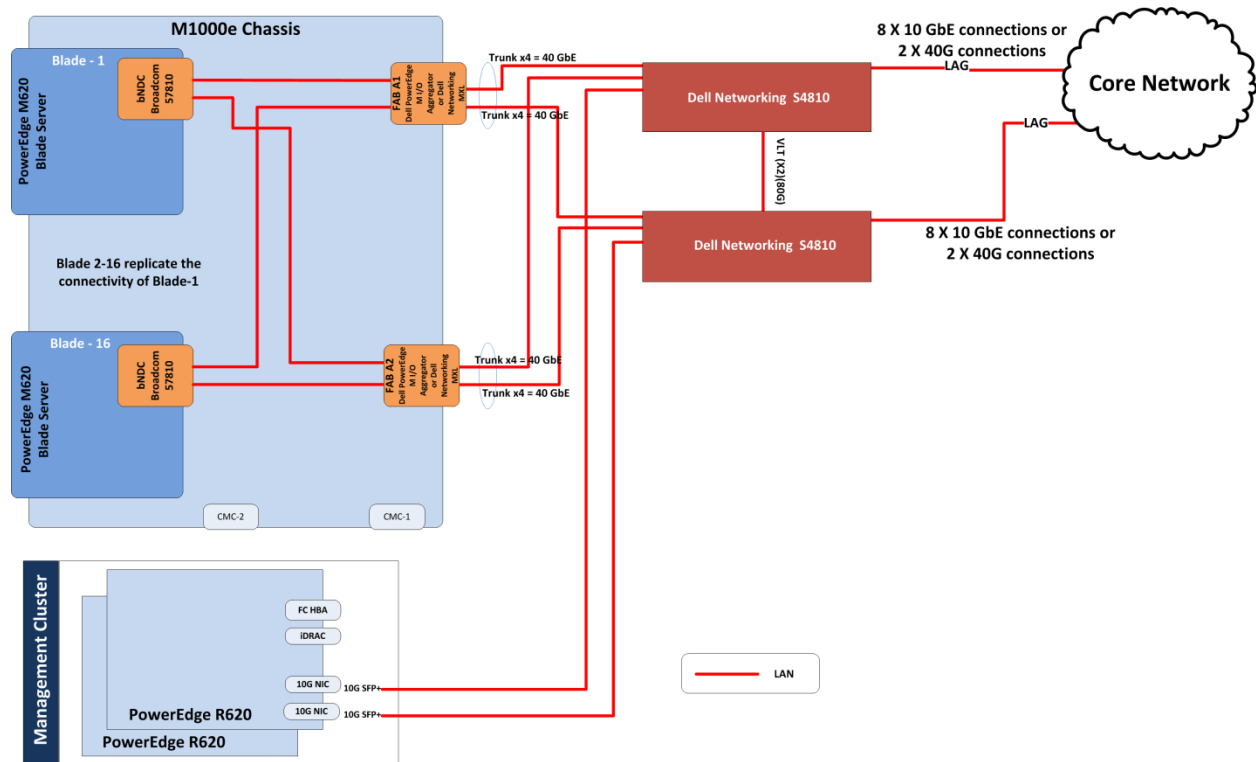 M1000e Chassis
Blade - 1
PowerEdge M620
Blade Server
bNDC
Broadcom
57810
FAB A1
Dell PowerEdge
M I/O
Aggregator
or Dell
Networking
MXL
Trunk x4 = 40 GbE
Trunk x4 = 40 GbE
Dell Networking S4810
VLT (X2)(80G)
Dell Networking S4810
8 X 10 GbE connections or
2 X 40G connections
LAG
LAG
Core Network
8 X 10 GbE connections or
2 X 40G connections
Blade 2-16 replicate the
connectivity of Blade-1
Blade - 16
PowerEdge M620
Blade Server
bNDC
Broadcom
57810
FAB A2
Dell PowerEdge
M I/O
Aggregator
or Dell
Networking
MXL
Trunk x4 = 40 GbE
Trunk x4 = 40 GbE
CMC-2
CMC-1
Management Cluster
FC HBA
iDRAC
10G NIC
10G SFP+
10G NIC
10G SFP+
PowerEdge R620
PowerEdge R620
LAN